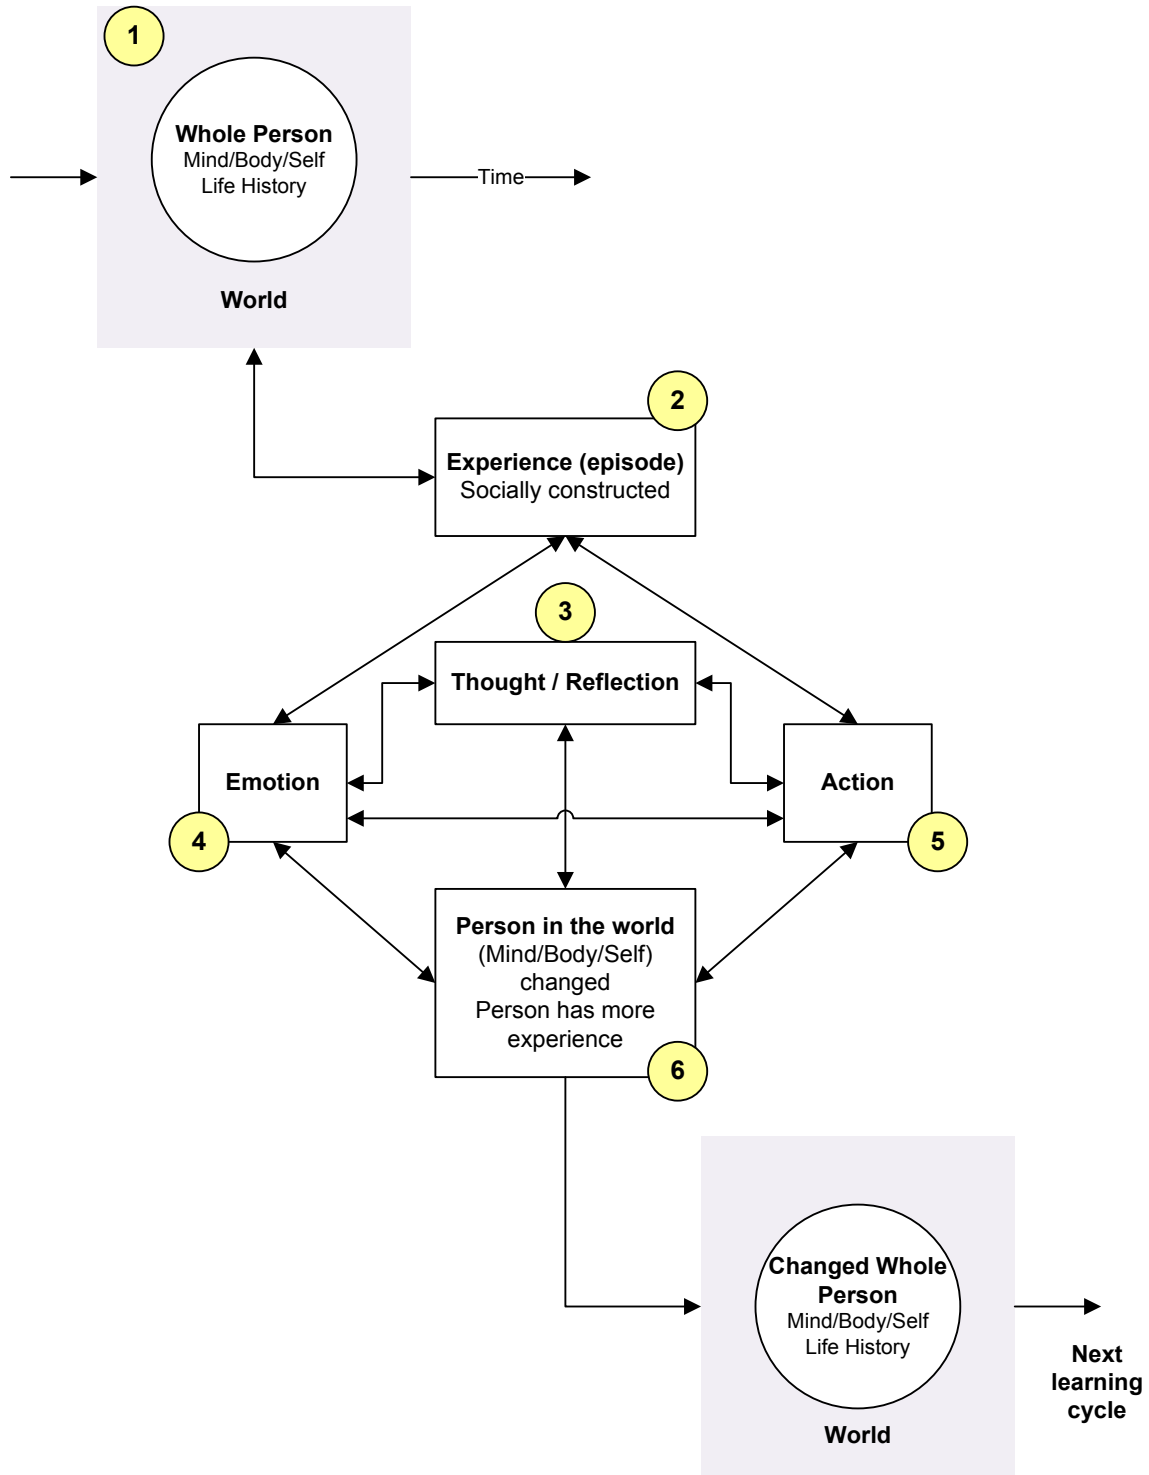 1
Whole Person
Mind/Body/Self
Life History
Time
World
2
Experience (episode)
Socially constructed
3
Thought / Reflection
Emotion
Action
4
5
Person in the world
(Mind/Body/Self)
changed
Person has more
experience
6
Changed Whole
Person
Mind/Body/Self
Life History
World
Next
learning
cycle